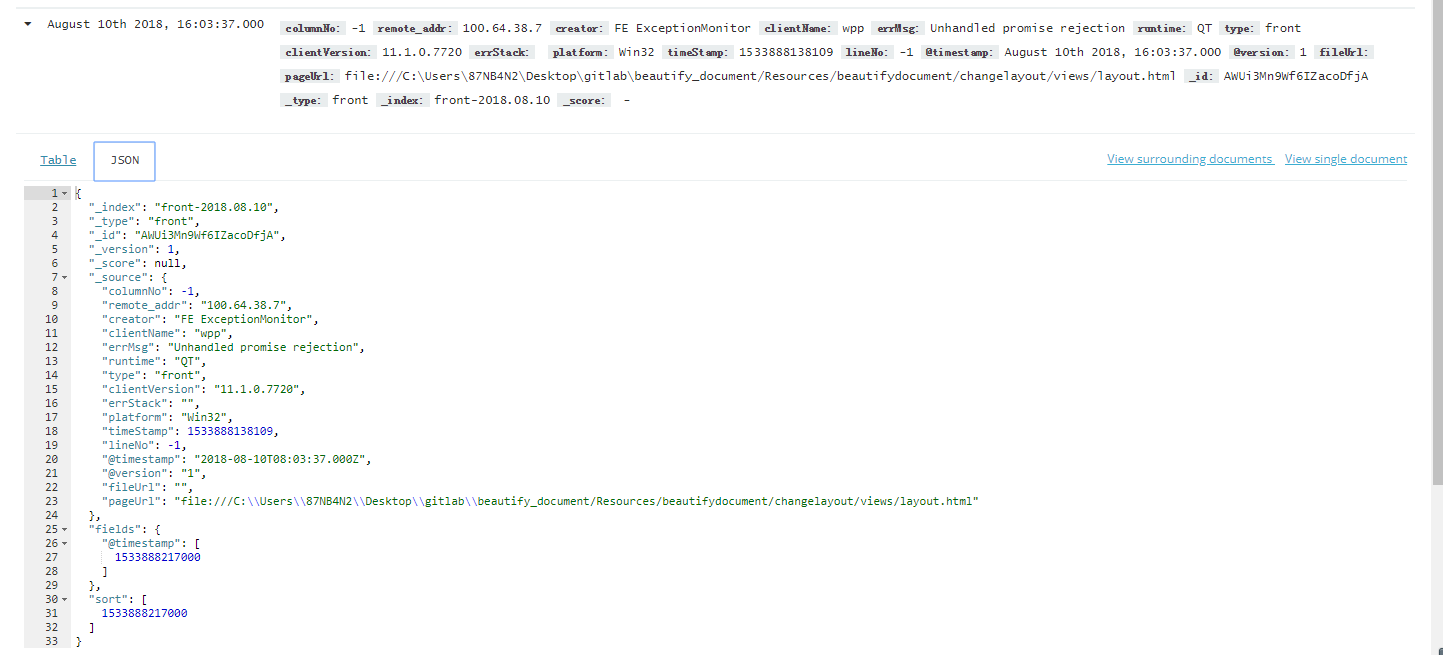 August 10th 2018, 16:03:37.000
columnNo: -1 remote_addr: 100.64.38.7 creator: FE ExceptionMonitor clientName: wpp errMsg: Unhandled promise rejection runtime: QT type: front
clientVersion: 11.1.0.7720 errStack: platform: Win32 timeStamp: 1533888138109 lineNo: -1 @timestamp: August 10th 2018, 16:03:37.000 @version: 1 fileUrl:
pageUrl: file:///C:\Users\87NB4N2\Desktop\gitlab\beautify_document/Resources/beautifydocument/changelayout/views/layout.html _id: AWUi3Mn9Wf6IZacoDfjA
_type: front _index: front-2018.08.10 _score: -
Table JSON View surrounding documents View single document
1 {
2 "_index": "front-2018.08.10",
3 "_type": "front",
4 "_id": "AWUi3Mn9Wf6IZacoDfjA",
5 "_version": 1,
6 "_score": null,
7 "_source": {
8 "columnNo": -1,
9 "remote_addr": "100.64.38.7",
10 "creator": "FE ExceptionMonitor",
11 "clientName": "wpp",
12 "errMsg": "Unhandled promise rejection",
13 "runtime": "QT",
14 "type": "front",
15 "clientVersion": "11.1.0.7720",
16 "errStack": "",
17 "platform": "Win32",
18 "timeStamp": 1533888138109,
19 "lineNo": -1,
20 "@timestamp": "2018-08-10T08:03:37.000Z",
21 "@version": "1",
22 "fileUrl": "",
23 "pageUrl": "file:///C:\\Users\\87NB4N2\\Desktop\\gitlab\\beautify_document/Resources/beautifydocument/changelayout/views/layout.html"
24 },
25 "fields": {
26 "@timestamp": [
27 1533888217000
28 ]
29 },
30 "sort": [
31 1533888217000
32 ]
33 }